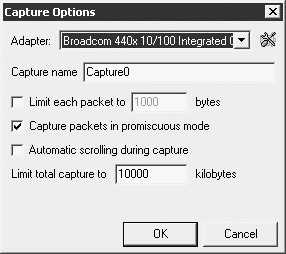 Capture Options
Adapter: Broadcom 440x 10/100 Integrated
Capture name Capture0
Limit each packet to 1000 bytes
Capture packets in promiscuous mode
Automatic scrolling during capture
Limit total capture to 10000 kilobytes
OK Cancel